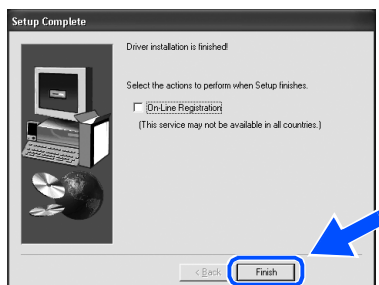 Setup Complete
Driver installation is finished!
Select the actions to perform when Setup finishes.
On-Line Registration
(This service may not be available in all countries.)
< Back
Finish